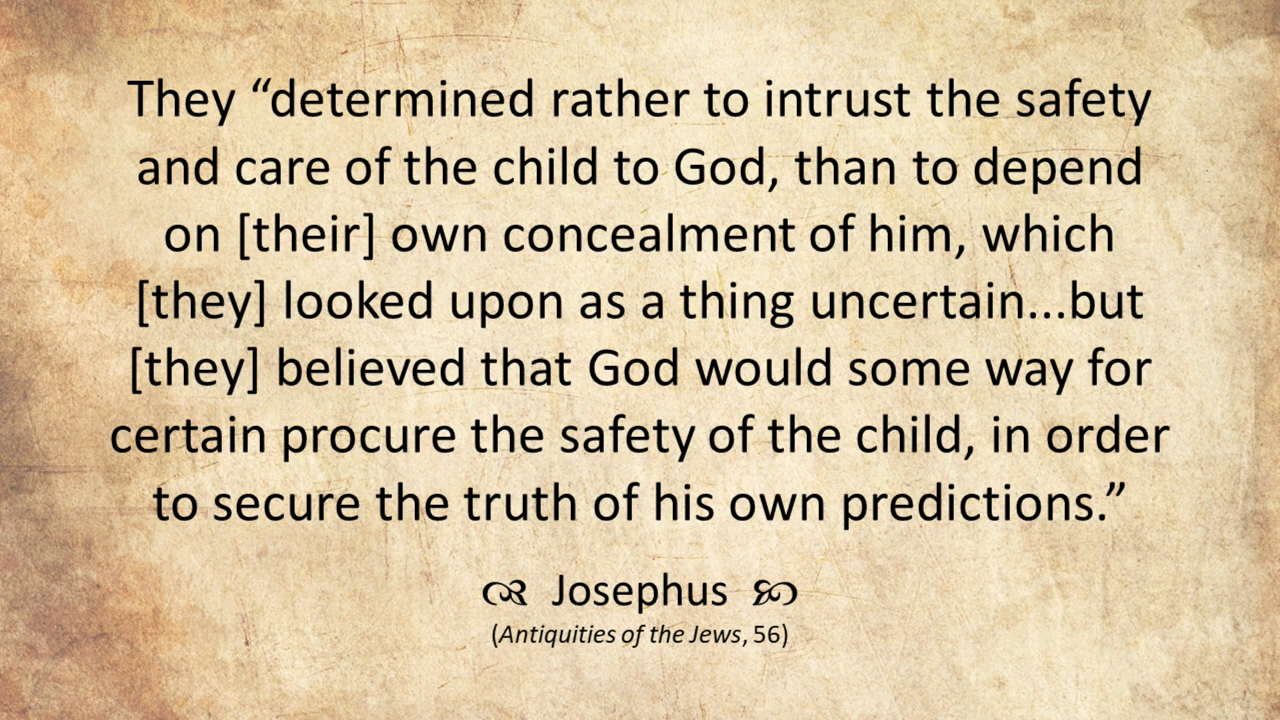 They “determined rather to intrust the safety
and care of the child to God, than to depend
on [their] own concealment of him, which
[they] looked upon as a thing uncertain...but
[they] believed that God would some way for
certain procure the safety of the child, in order
to secure the truth of his own predictions.”
Josephus
(Antiquities of the Jews, 56)